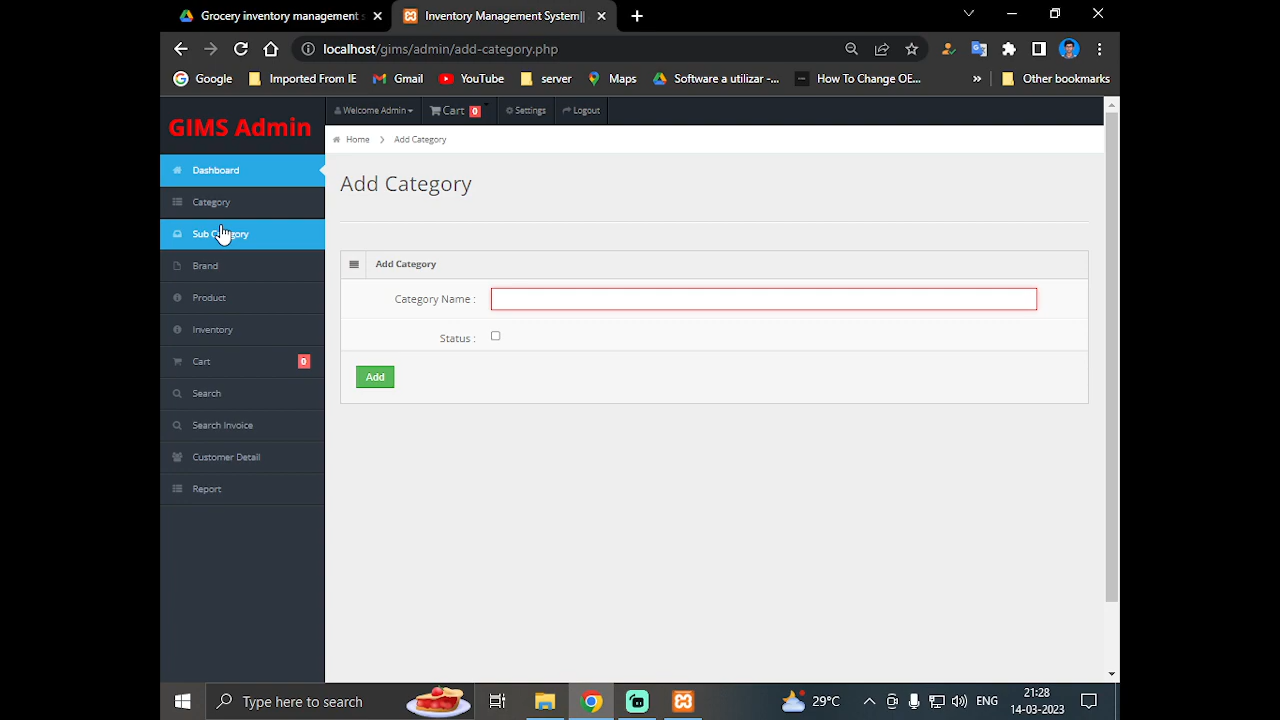 Grocery inventory management s
Inventory Management System||
localhost/gims/admin/add-category.php
Google
Imported From IE
Gmail
YouTube
server
Maps
Software a utilizar -...
How To Change OE...
»
Other bookmarks
GIMS Admin
Welcome Admin
Cart 0
Settings
Logout
Home > Add Category
Dashboard
Category
Sub Category
Brand
Product
Inventory
Cart 0
Search
Search Invoice
Customer Detail
Report
Add Category
Add Category
Category Name :
Status :
Add
Type here to search
29°C
ENG
21:28
14-03-2023